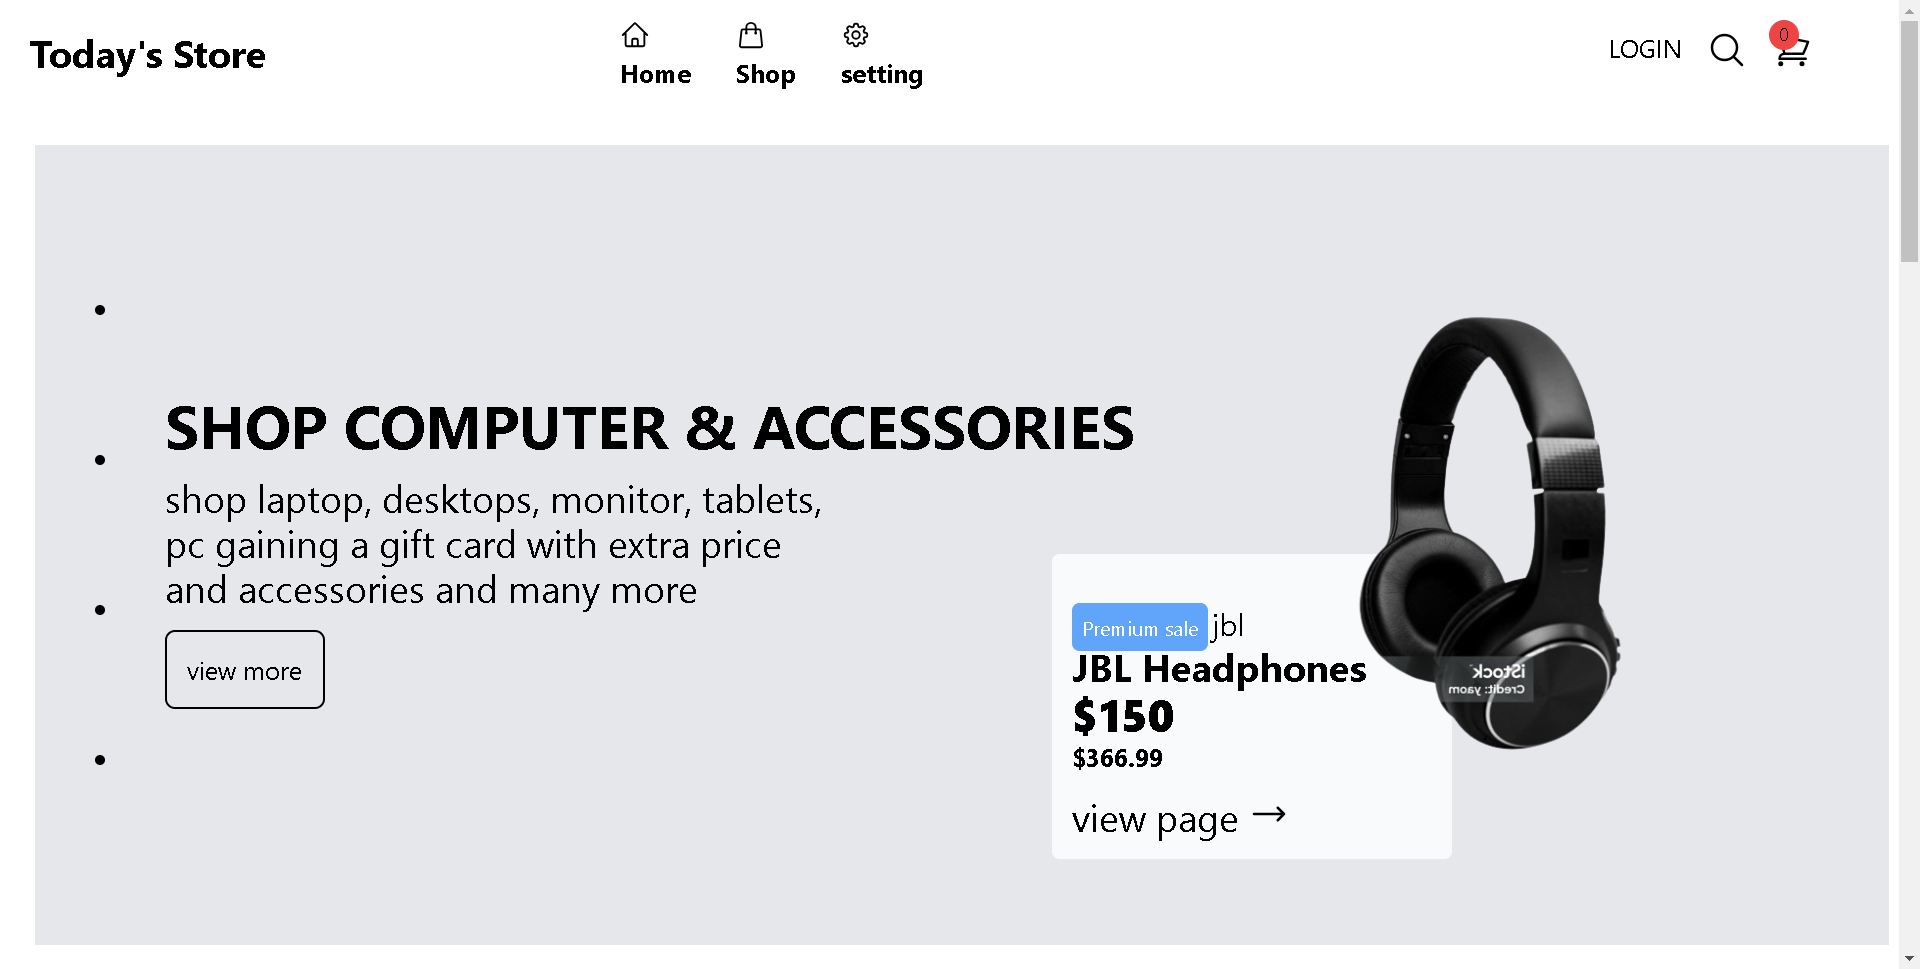 Today's Store
Home
Shop
setting
LOGIN
0
SHOP COMPUTER & ACCESSORIES
shop laptop, desktops, monitor, tablets,
pc gaining a gift card with extra price
and accessories and many more
view more
Premium sale jbl
JBL Headphones
$150
$366.99
view page →
iStock
Credit: yaom